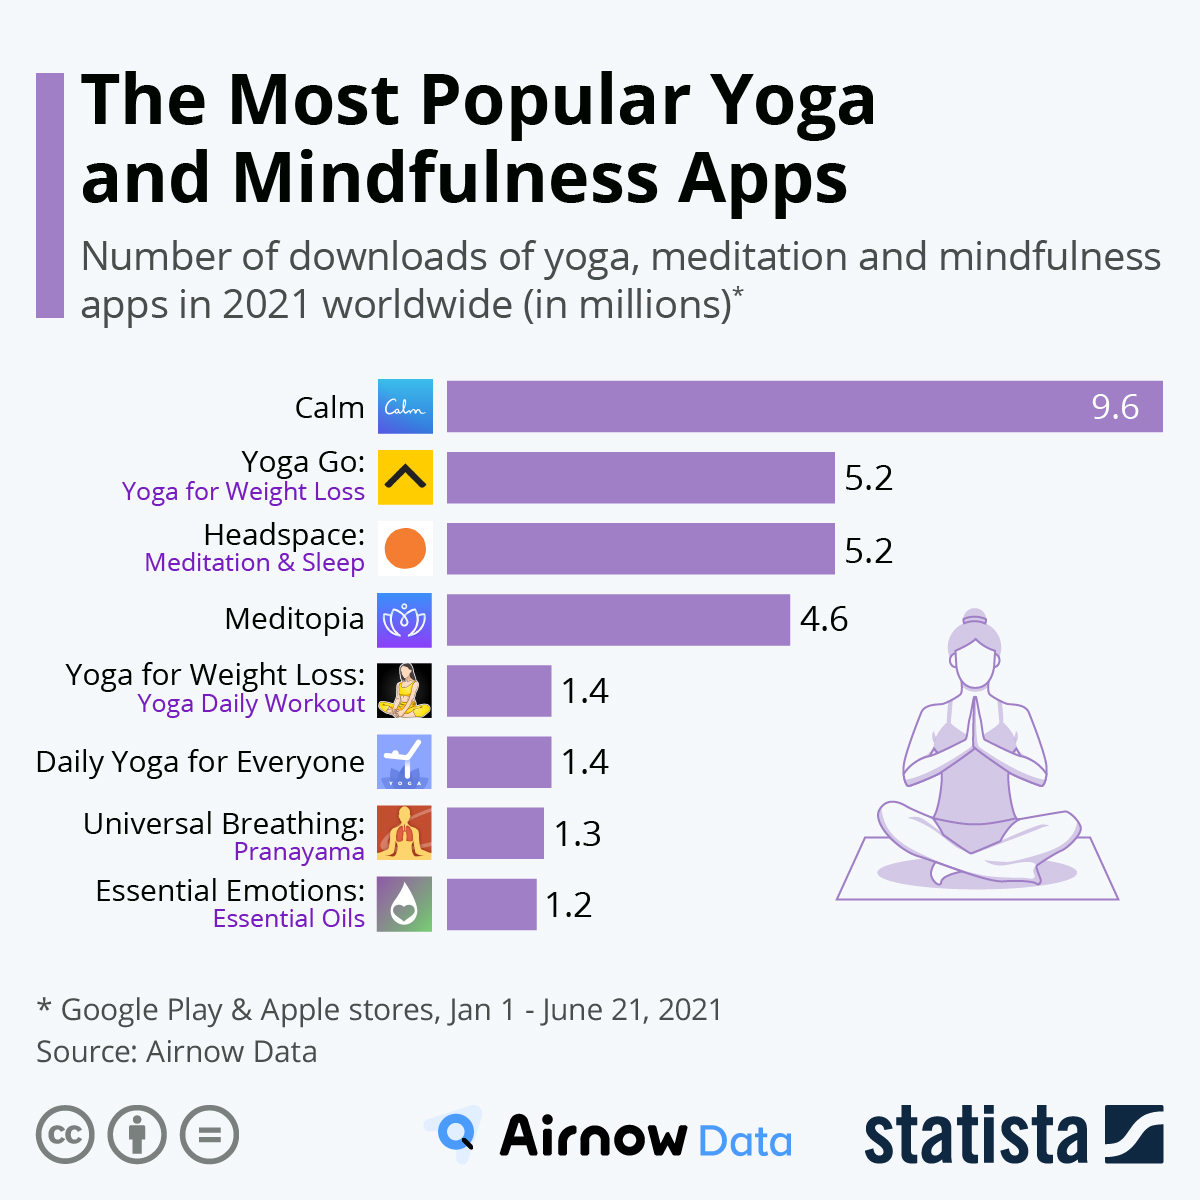 The Most Popular Yoga
and Mindfulness Apps
Number of downloads of yoga, meditation and mindfulness
apps in 2021 worldwide (in millions)*
Calm
Calm
9.6
Yoga Go:
Yoga for Weight Loss
5.2
Headspace:
Meditation & Sleep
5.2
Meditopia
4.6
Yoga for Weight Loss:
Yoga Daily Workout
1.4
Daily Yoga for Everyone
YOGA
1.4
Universal Breathing:
Pranayama
1.3
Essential Emotions:
Essential Oils
1.2
* Google Play & Apple stores, Jan 1 - June 21, 2021
Source: Airnow Data
cc
Airnow Data
statista